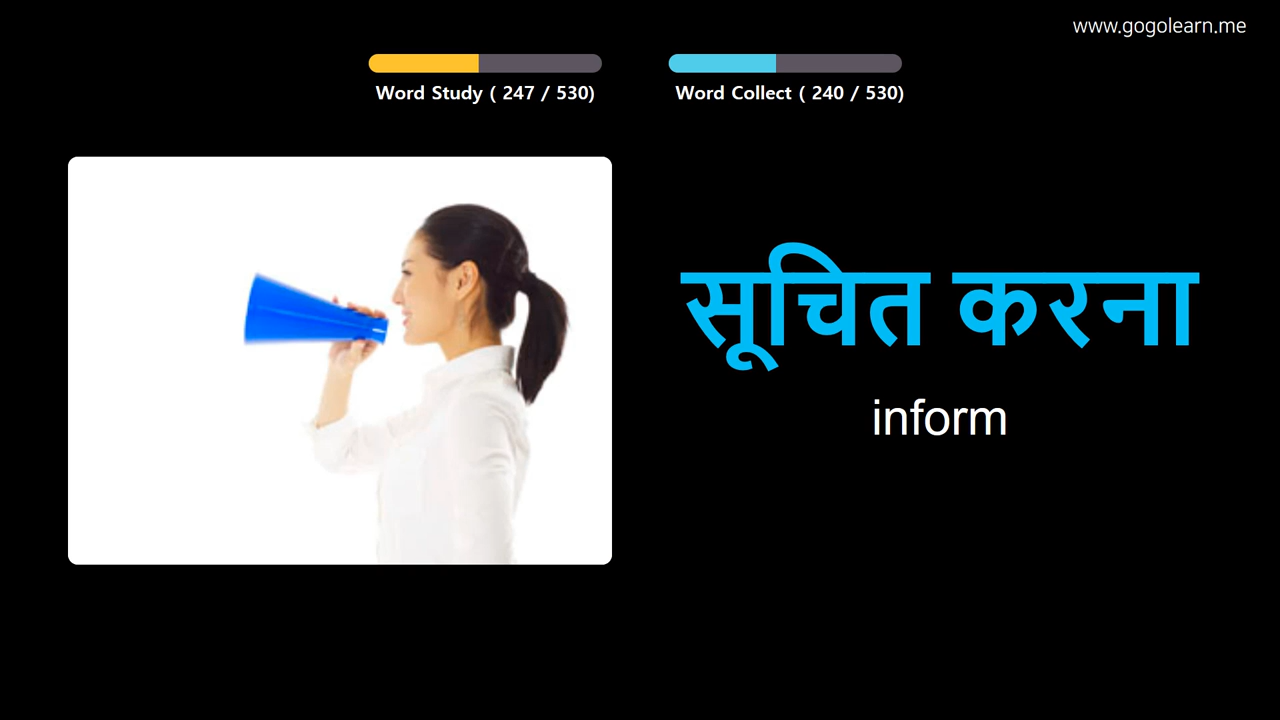 www.gogolearn.me
Word Study ( 247 / 530)
Word Collect ( 240 / 530)
सूचित करना
inform